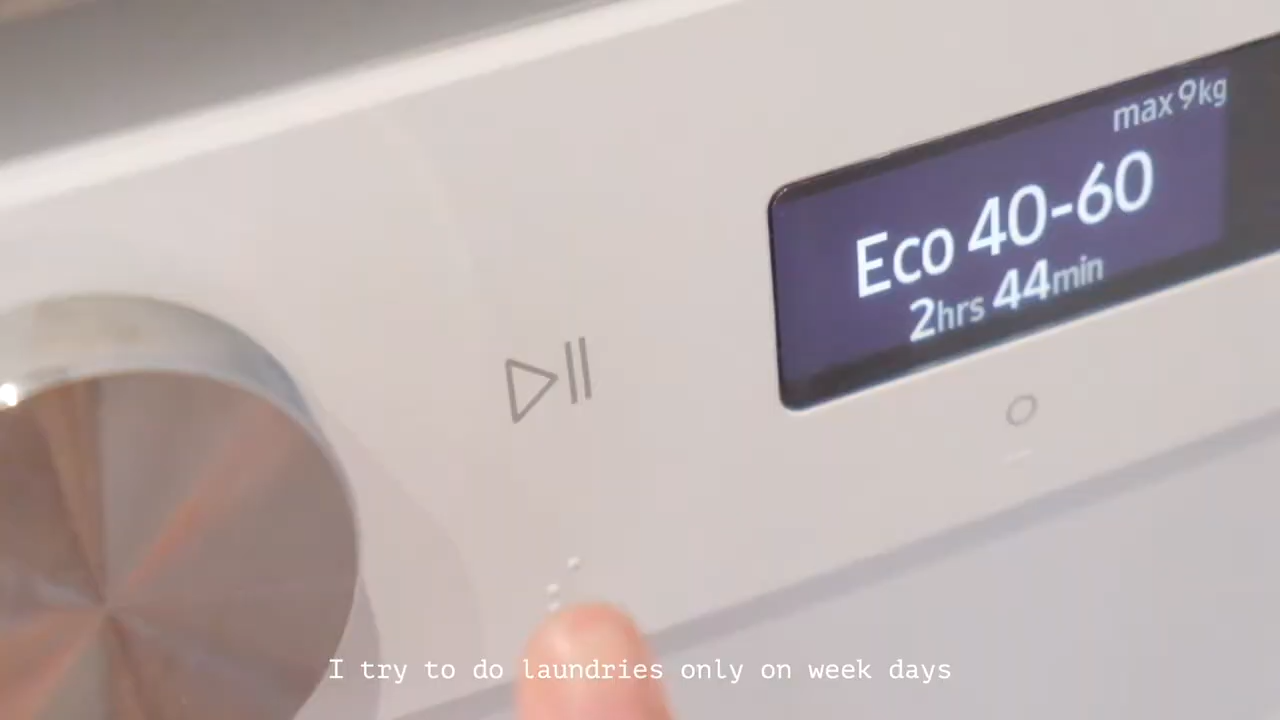 max 9kg
Eco 40-60
2hrs 44min
I try to do laundries only on week days